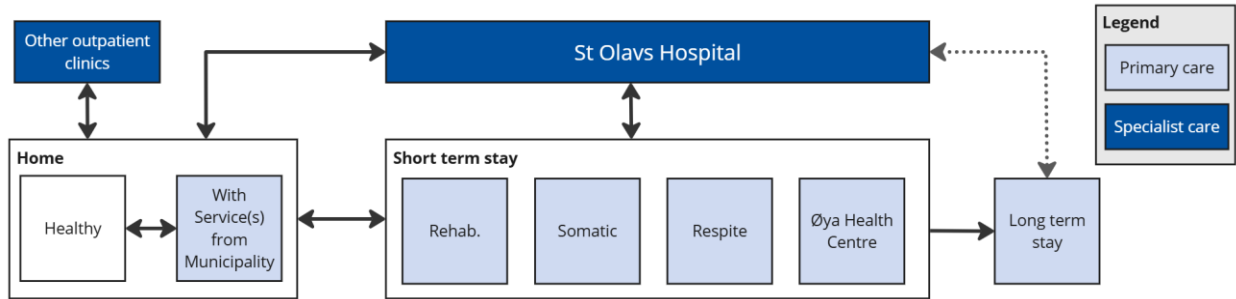 Other outpatient
clinics
St Olavs Hospital
Legend
Primary care
Specialist care
Home
Healthy
With
Service(s)
from
Municipality
Short term stay
Rehab.
Somatic
Respite
Øya Health
Centre
Long term
stay